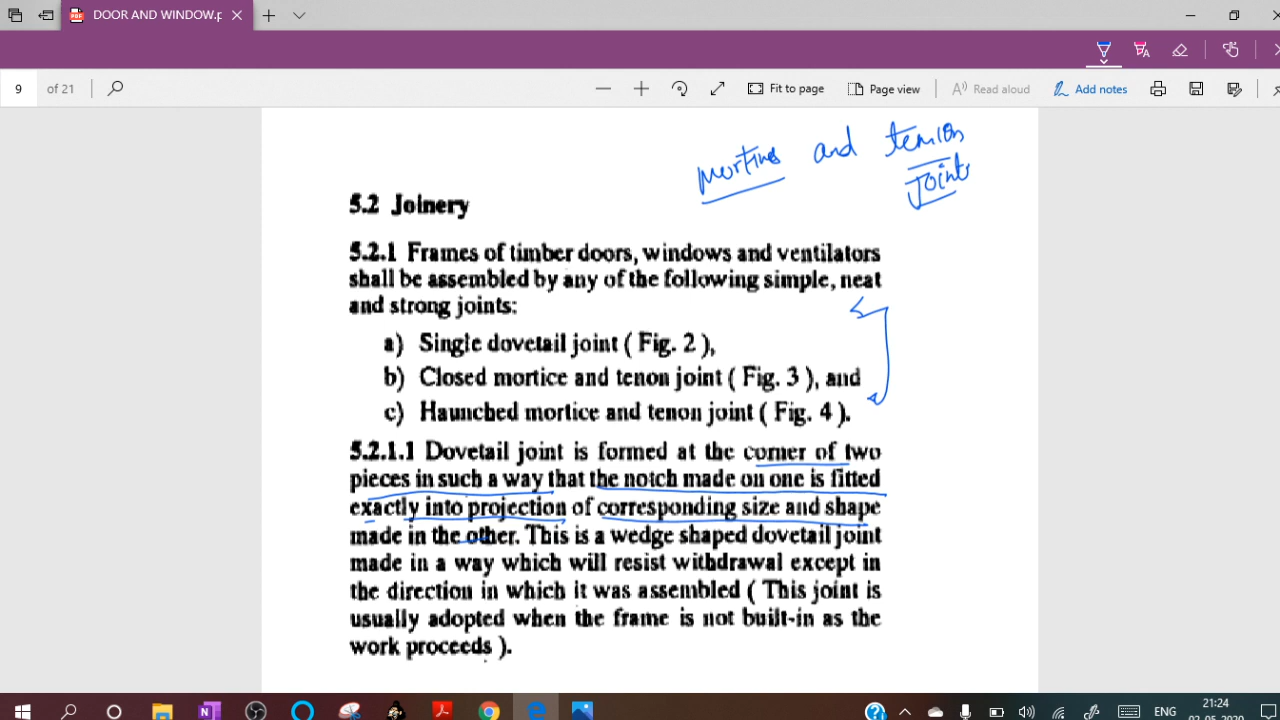 DOOR AND WINDOW.p
9 of 21 Fit to page Page view Read aloud Add notes
and tension
Joints
5.2 Joinery
5.2.1 Frames of timber doors, windows and ventilators
shall be assembled by any of the following simple, neat
and strong joints:
a) Single dovetail joint ( Fig. 2 ),
b) Closed mortice and tenon joint ( Fig. 3 ), and
c) Haunched mortice and tenon joint ( Fig. 4 ).
5.2.1.1 Dovetail joint is formed at the corner of two
pieces in such a way that the notch made on one is fitted
exactly into projection of corresponding size and shape
made in the other. This is a wedge shaped dovetail joint
made in a way which will resist withdrawal except in
the direction in which it was assembled ( This joint is
usually adopted when the frame is not built-in as the
work proceeds ).
ENG 21:24
02-05-2020